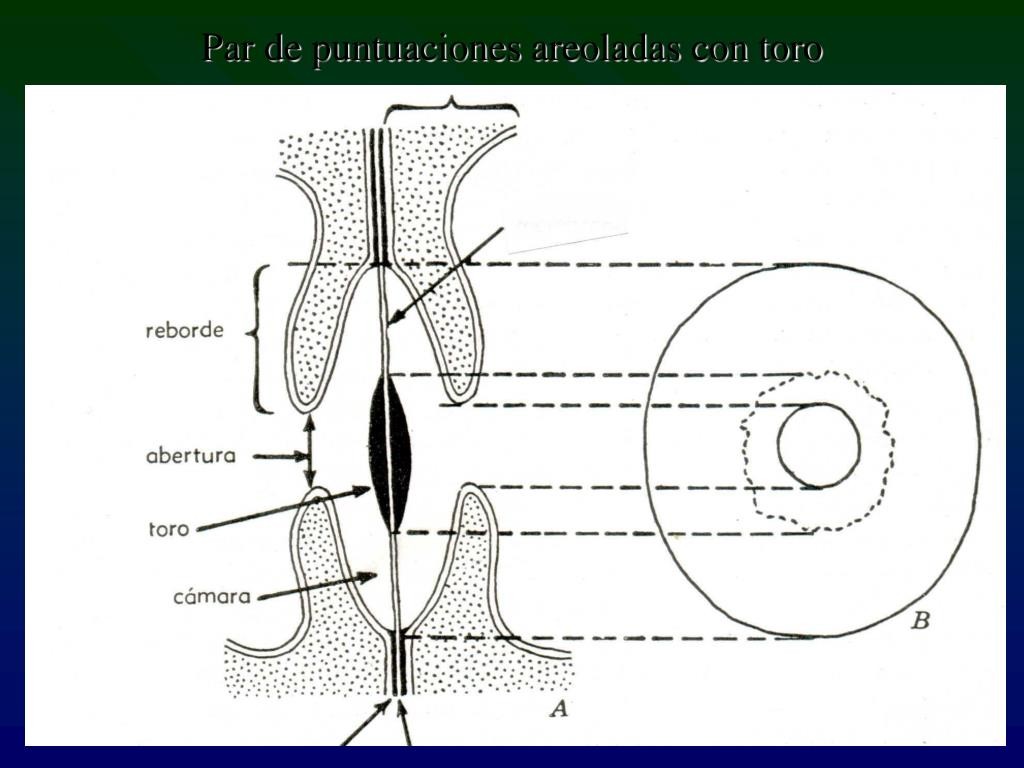 Par de puntuaciones areoladas con toro
reborde
abertura
toro
cámara
A
B